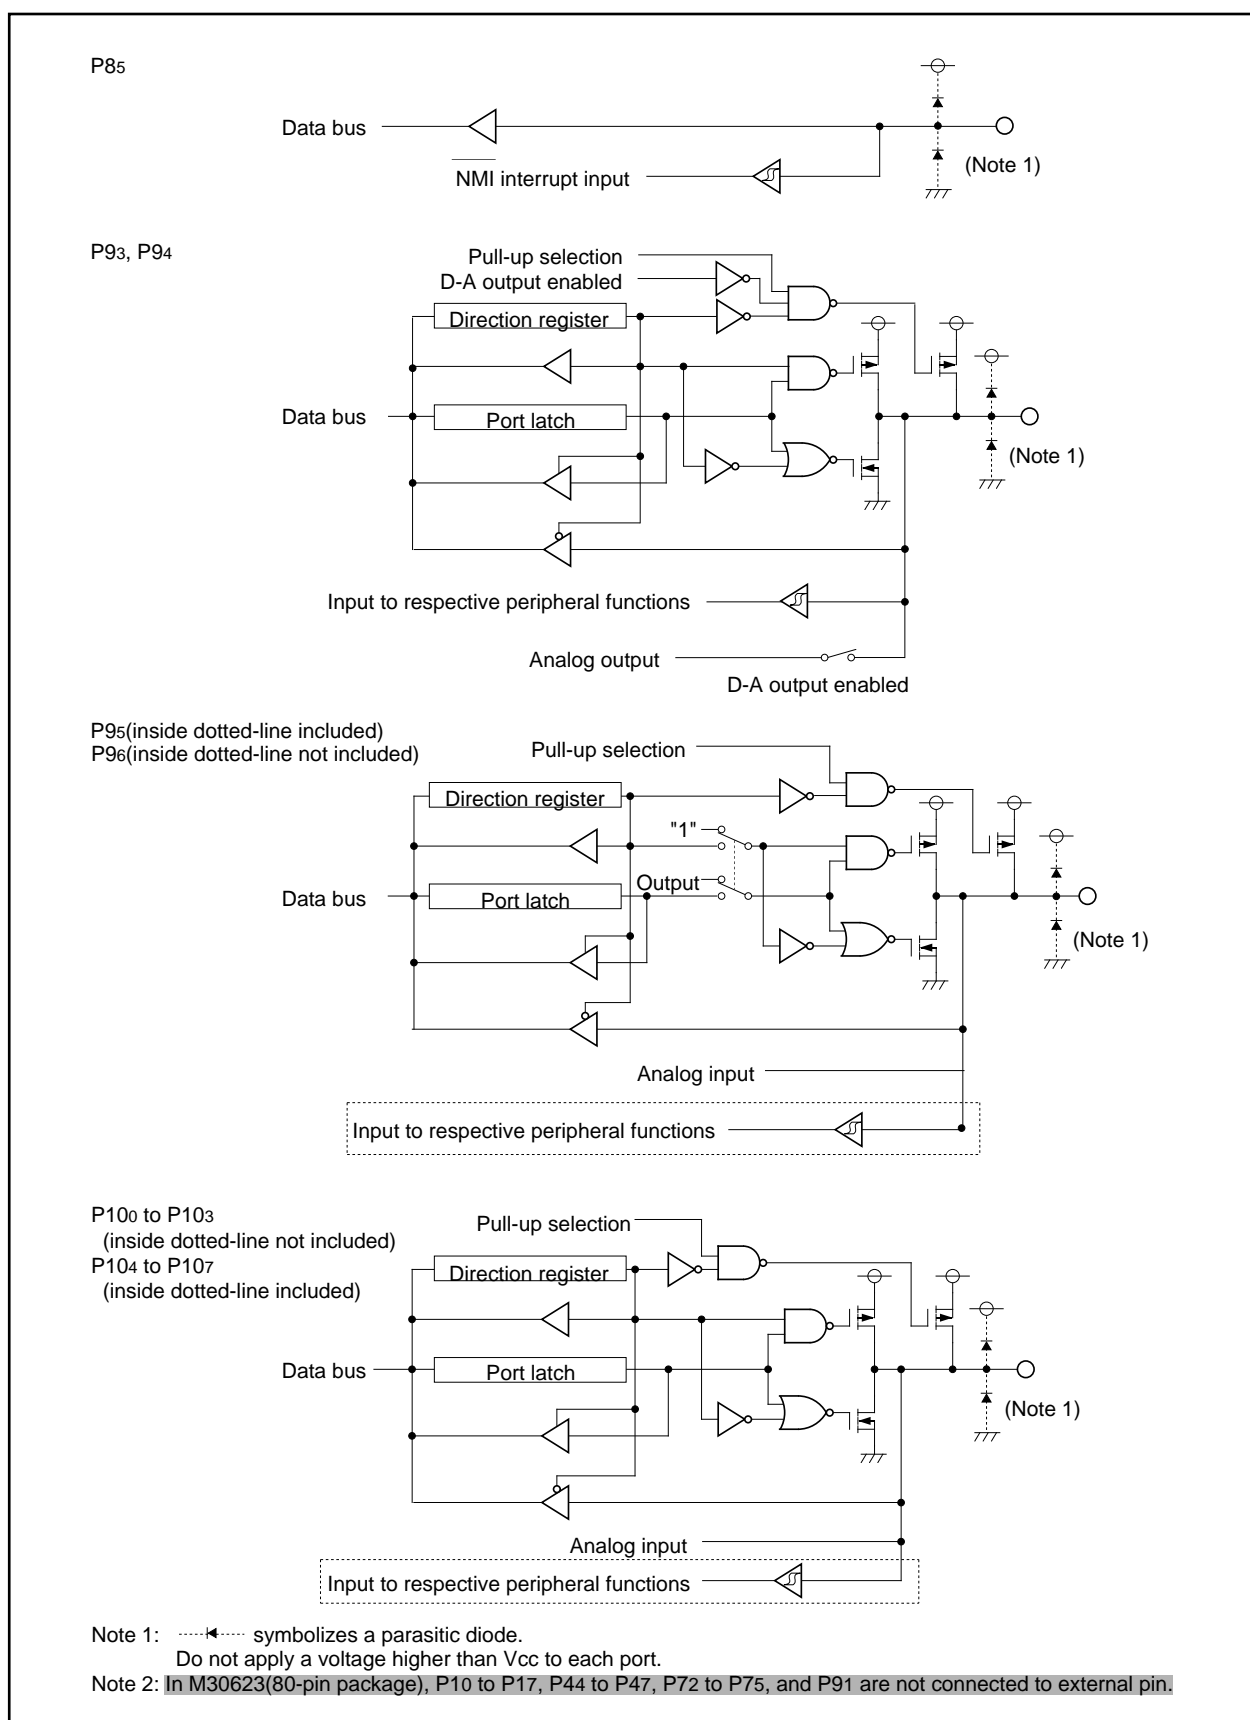 P85
Data bus
NMI interrupt input
(Note 1)
P93, P94
Pull-up selection
D-A output enabled
Direction register
Data bus
Port latch
(Note 1)
Input to respective peripheral functions
Analog output
D-A output enabled
P95(inside dotted-line included)
P96(inside dotted-line not included)
Pull-up selection
Direction register
"1"
Output
Data bus
Port latch
(Note 1)
Analog input
Input to respective peripheral functions
P100 to P103
(inside dotted-line not included)
P104 to P107
(inside dotted-line included)
Pull-up selection
Direction register
Data bus
Port latch
(Note 1)
Analog input
Input to respective peripheral functions
Note 1: symbolizes a parasitic diode.
Do not apply a voltage higher than Vcc to each port.
Note 2: In M30623(80-pin package), P10 to P17, P44 to P47, P72 to P75, and P91 are not connected to external pin.